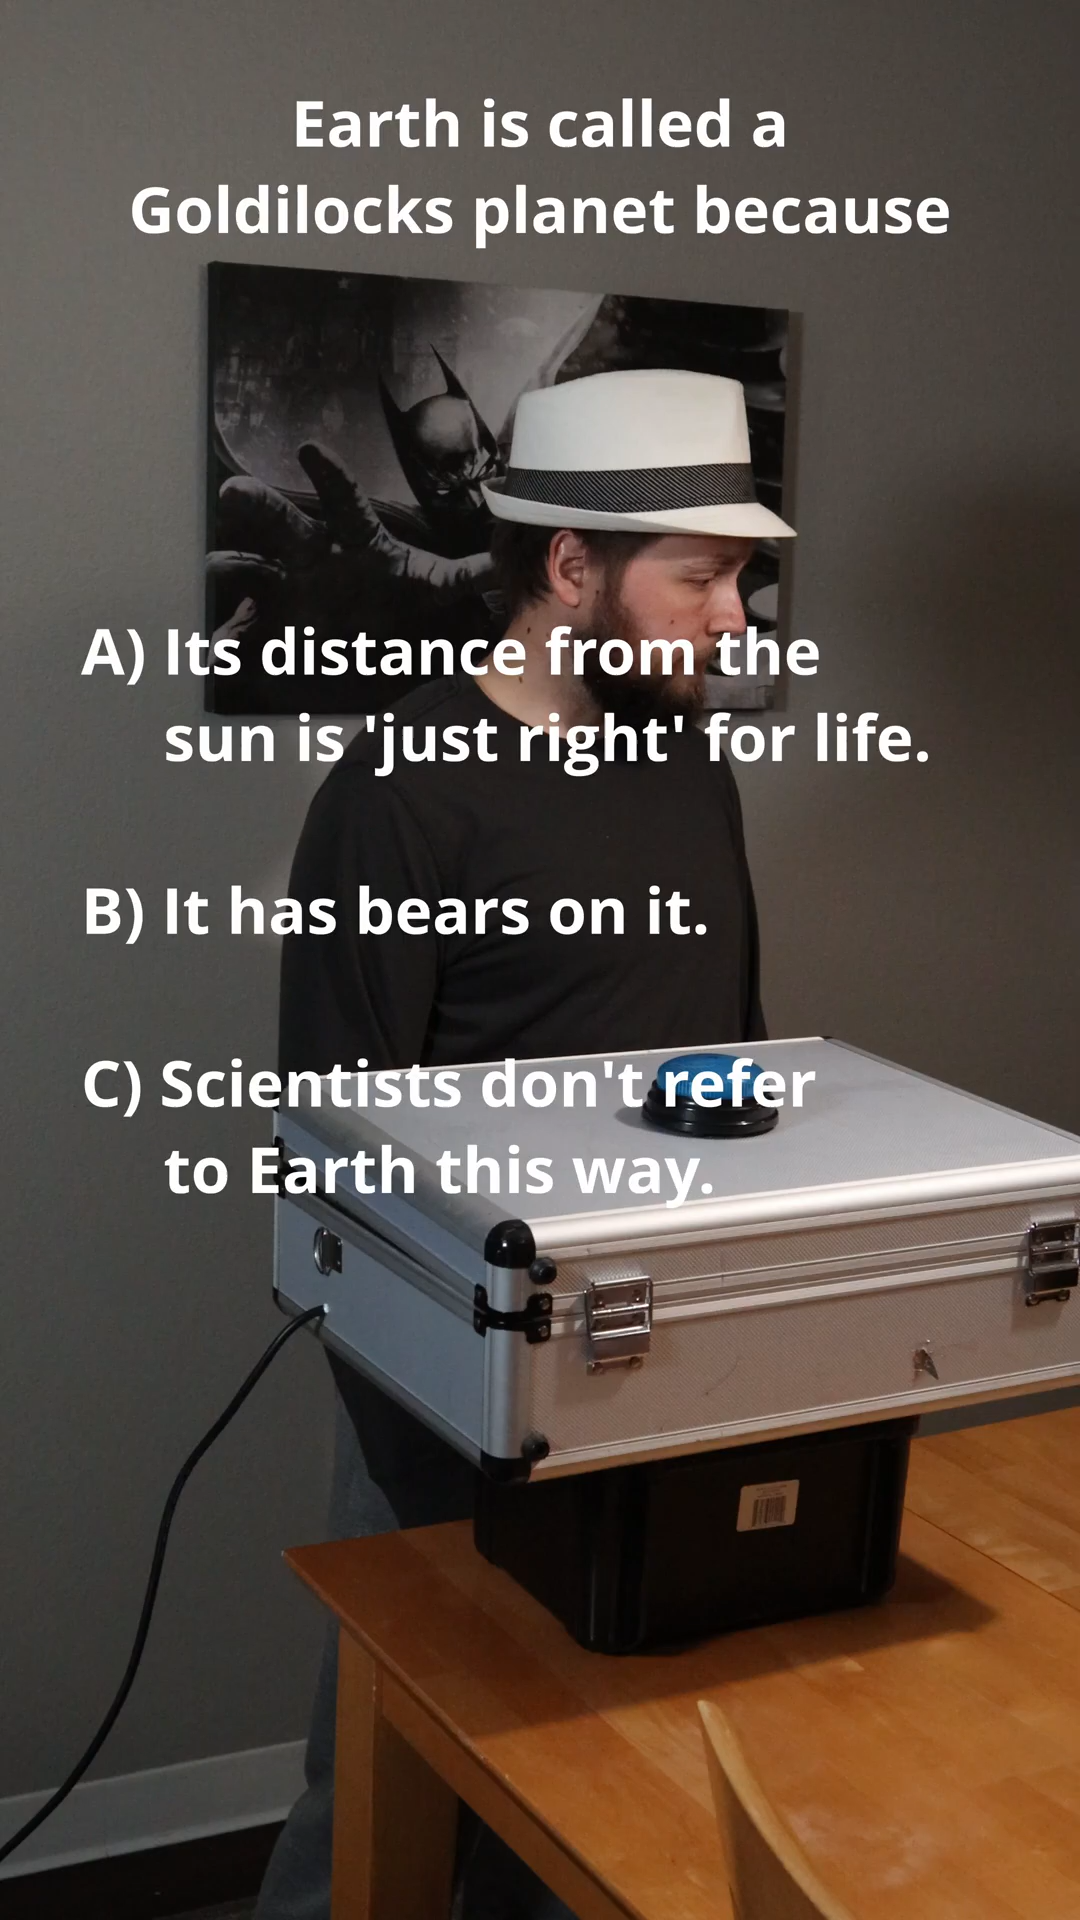 Earth is called a
Goldilocks planet because
A) Its distance from the
sun is 'just right' for life.
B) It has bears on it.
C) Scientists don't refer
to Earth this way.